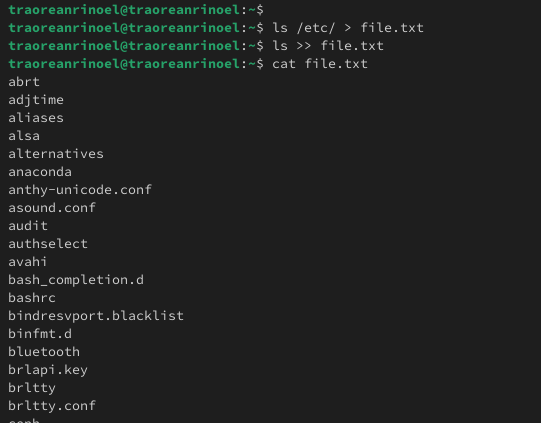 traoreanrinoel@traoreanrinoel:~$
traoreanrinoel@traoreanrinoel:~$ ls /etc/ > file.txt
traoreanrinoel@traoreanrinoel:~$ ls >> file.txt
traoreanrinoel@traoreanrinoel:~$ cat file.txt
abrt
adjtime
aliases
alsa
alternatives
anaconda
anthy-unicode.conf
asound.conf
audit
authselect
avahi
bash_completion.d
bashrc
bindresvport.blacklist
binfmt.d
bluetooth
brlapi.key
brltty
brltty.conf